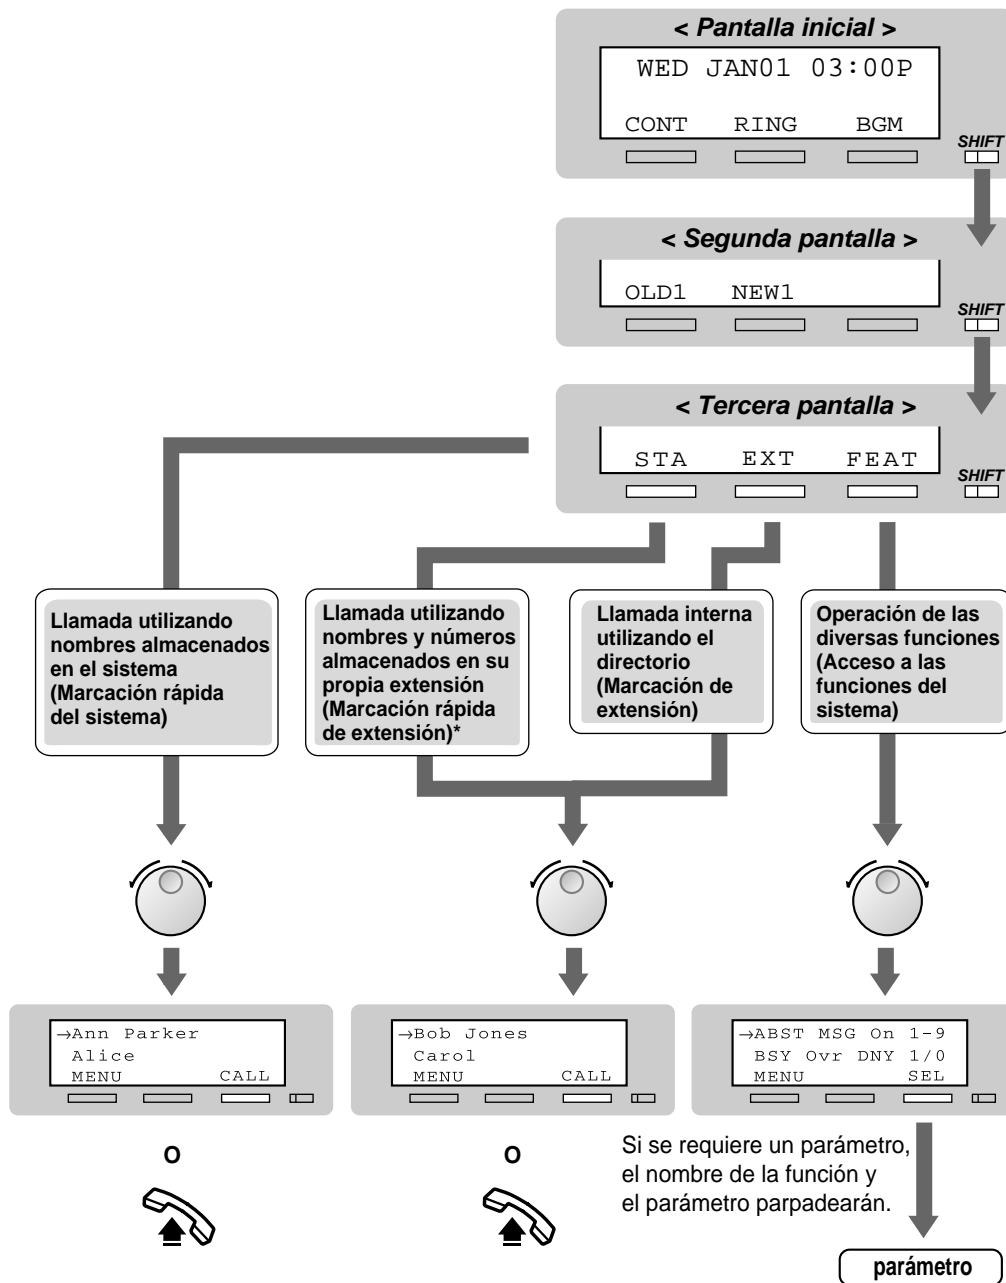 < Pantalla inicial >
WED JAN01 03:00P
CONT RING BGM
SHIFT
< Segunda pantalla >
OLD1 NEW1
SHIFT
< Tercera pantalla >
STA EXT FEAT
SHIFT
Llamada utilizando
nombres almacenados
en el sistema
(Marcación rápida
del sistema)
Llamada utilizando
nombres y números
almacenados en su
propia extensión
(Marcación rápida
de extensión)*
Llamada interna
utilizando el
directorio
(Marcación de
extensión)
Operación de las
diversas funciones
(Acceso a las
funciones del
sistema)
→Ann Parker
Alice
MENU CALL
→Bob Jones
Carol
MENU CALL
→ABST MSG On 1-9
BSY Ovr DNY 1/0
MENU SEL
o
o
Si se requiere un parámetro,
el nombre de la función y
el parámetro parpadearán.
parámetro